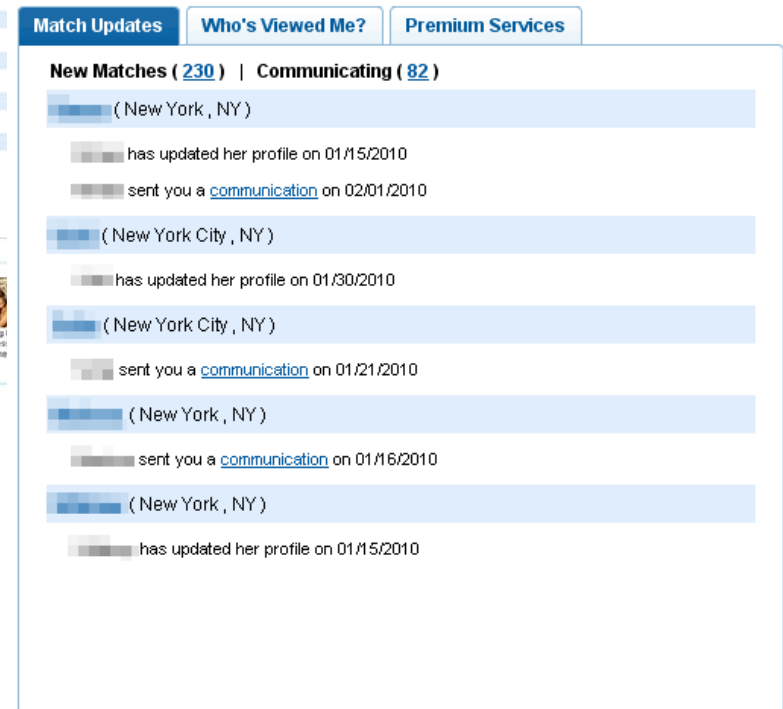 Match Updates Who's Viewed Me? Premium Services
New Matches ( 230 ) | Communicating ( 82 )
( New York , NY )
has updated her profile on 01/15/2010
sent you a communication on 02/01/2010
( New York City , NY )
has updated her profile on 01/30/2010
( New York City , NY )
sent you a communication on 01/21/2010
( New York , NY )
sent you a communication on 01/16/2010
( New York , NY )
has updated her profile on 01/15/2010